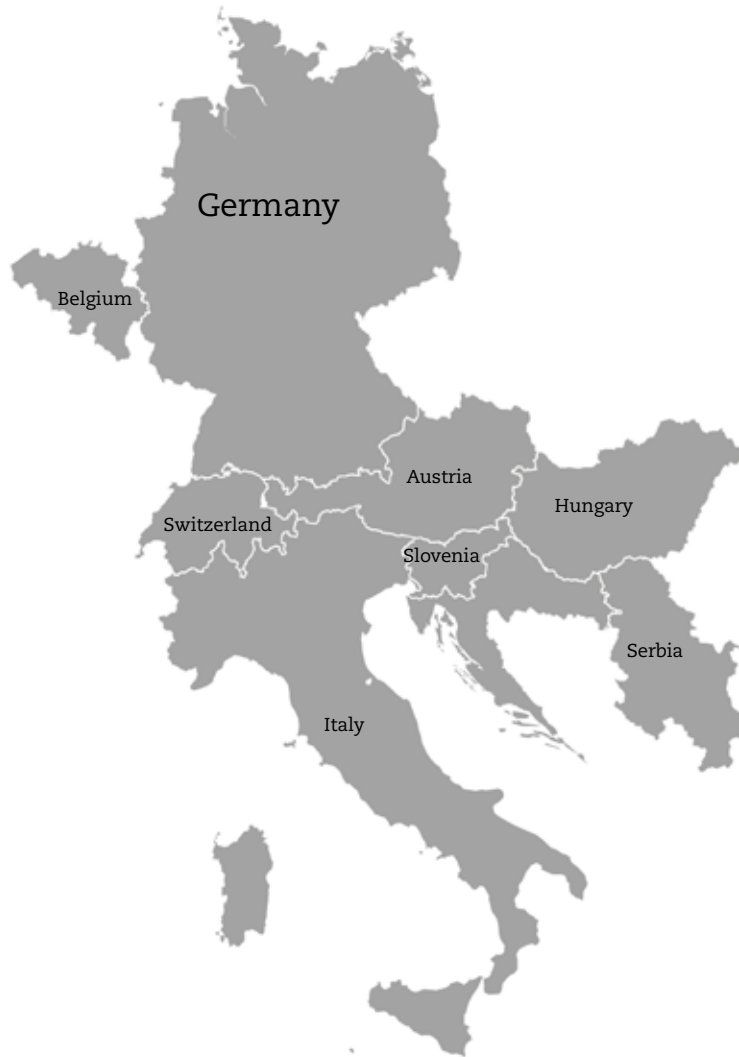 Germany
Belgium
Austria
Hungary
Switzerland
Slovenia
Serbia
Italy